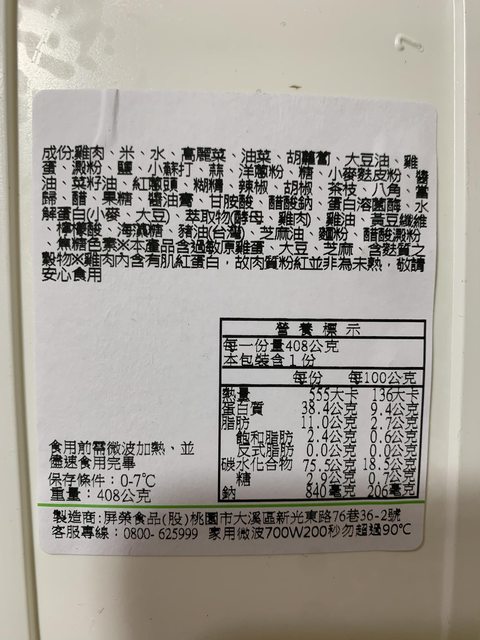 成份雞肉、米、水、高麗菜、油菜、胡蘿蔔、大豆油、雞
蛋、澱粉、鹽、小蘇打、蒜、洋蔥粉、糖、小麥麩皮粉、醬
油、菜籽油、紅蔥頭、糊精、辣椒、胡椒、茶枝、八角、當
歸、醋、果糖、醬油膏、甘胺酸、醋酸鈉、蛋白溶菌酶、水
解蛋白(小麥、大豆)、萃取物(酵母、雞肉)、雞油、黃豆纖維
、檸檬酸、海藻糖、豬油(台灣)、芝麻油、麵粉、醋酸澱粉
、焦糖色素※本產品含過敏原雞蛋、大豆、芝麻、含麩質之
穀物※雞肉內含有肌紅蛋白，故肉質粉紅並非為未熟，敬請
安心食用
營養標示
每一份量408公克
本包裝含1份
每份 每100公克
熱量 555大卡 136大卡
蛋白質 38.4公克 9.4公克
脂肪 11.0公克 2.7公克
飽和脂肪 2.4公克 0.6公克
反式脂肪 0.0公克 0.0公克
碳水化合物 75.5公克 18.5公克
糖 2.9公克 0.7公克
鈉 840毫克 206毫克
食用前需微波加熱、並
儘速食用完畢
保存條件：0-7℃
重量：408公克
製造商:屏榮食品(股)桃園市大溪區新光東路76巷36-2號
客服專線：0800-625999 家用微波700W200秒勿超過90℃